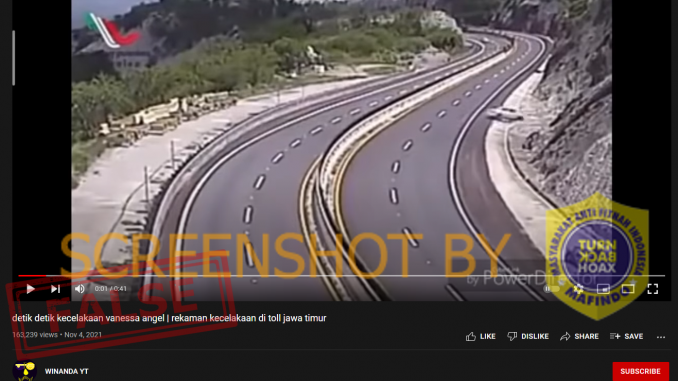 SCREENSHOT BY
by PowerDirector
MASYARAKAT ANTI FITNAH INDONESIA
TURN
BACK
HOAX
MAFINDO
0:01 / 0:41
FALSE
detik detik kecelakaan vanessa angel | rekaman kecelakaan di toll jawa timur
163,239 views • Nov 4, 2021
LIKE
DISLIKE
SHARE
SAVE
WINANDA YT
SUBSCRIBE